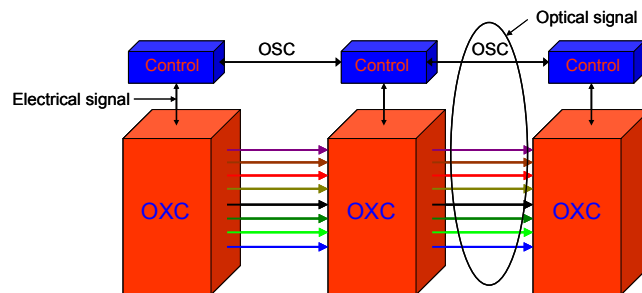 Optical signal
OSC
OSC
Control
Control
Control
Electrical signal
OXC
OXC
OXC